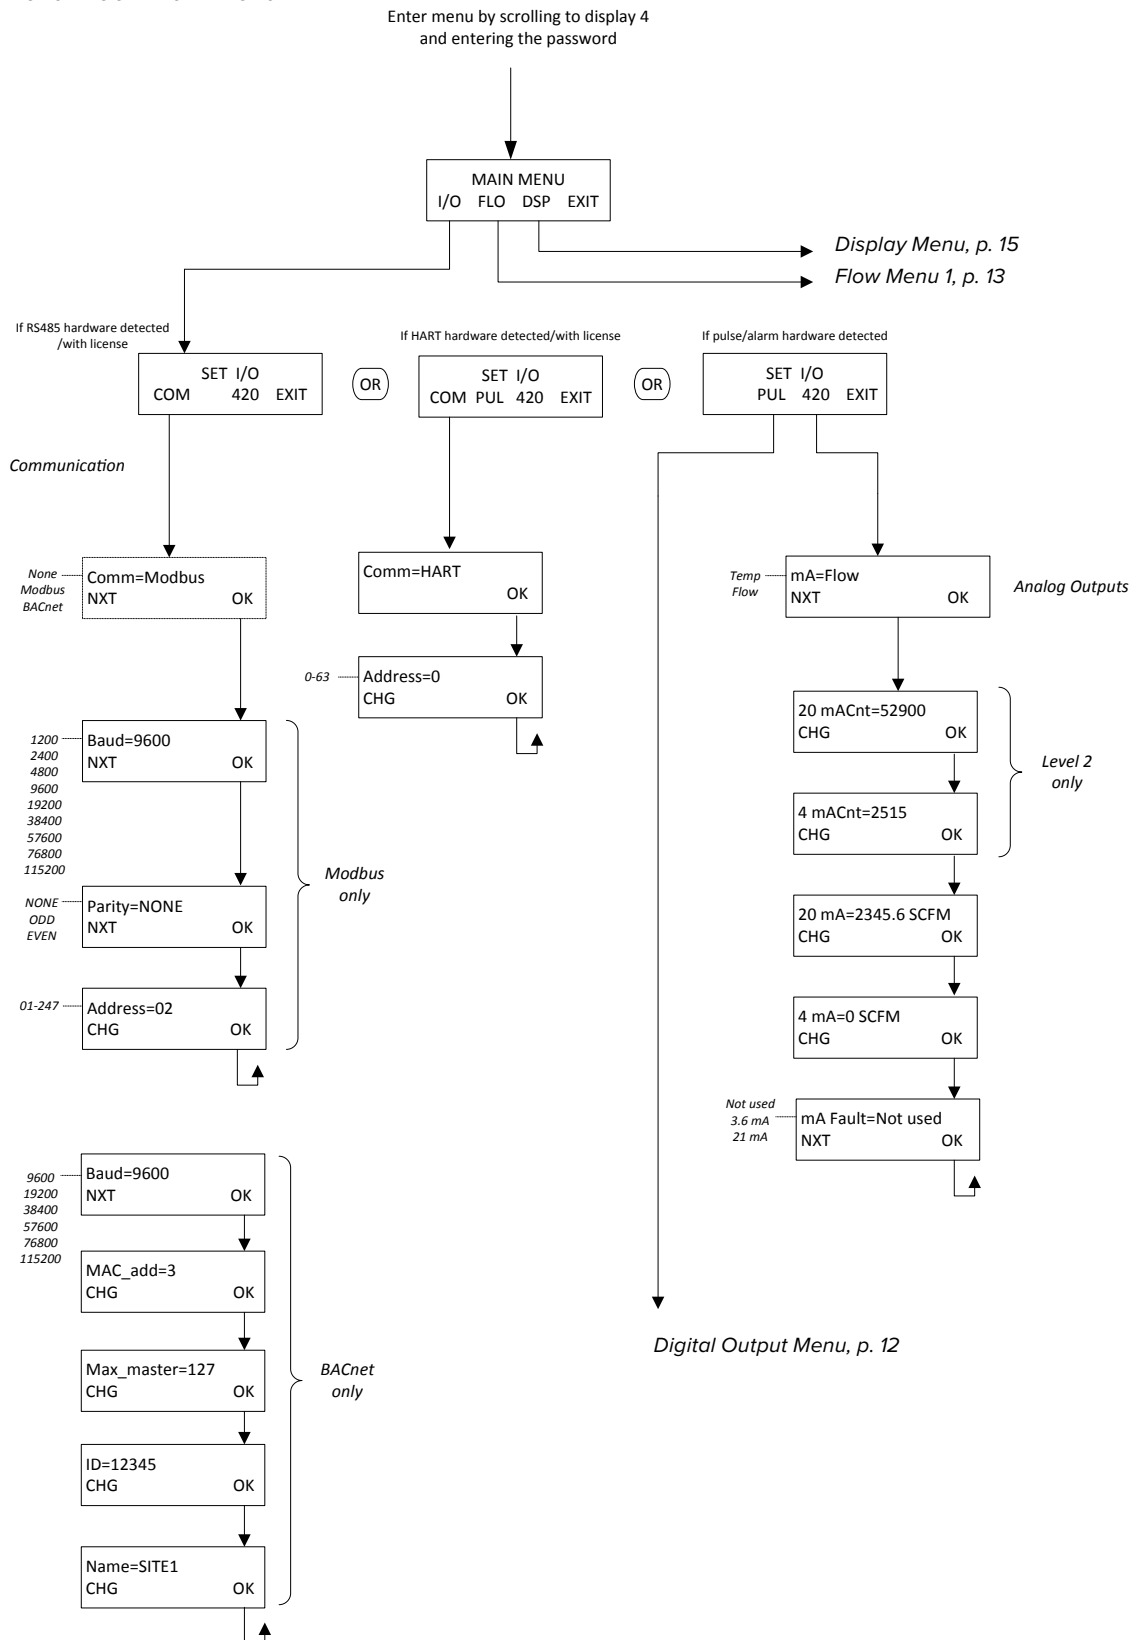 Enter menu by scrolling to display 4
and entering the password
MAIN MENU
I/O FLO DSP EXIT
Display Menu, p. 15
Flow Menu 1, p. 13
If RS485 hardware detected
/with license
SET I/O
COM 420 EXIT
OR
If HART hardware detected/with license
SET I/O
COM PUL 420 EXIT
OR
If pulse/alarm hardware detected
SET I/O
PUL 420 EXIT
Communication
None
Modbus
BACnet
Comm=Modbus
NXT OK
1200
2400
4800
9600
19200
38400
57600
76800
115200
Baud=9600
NXT OK
NONE
ODD
EVEN
Parity=NONE
NXT OK
01-247
Address=02
CHG OK
Modbus
only
9600
19200
38400
57600
76800
115200
Baud=9600
NXT OK
MAC_add=3
CHG OK
Max_master=127
CHG OK
ID=12345
CHG OK
Name=SITE1
CHG OK
BACnet
only
Comm=HART
OK
0-63
Address=0
CHG OK
Temp
Flow
mA=Flow
NXT OK
Analog Outputs
20 mACnt=52900
CHG OK
4 mACnt=2515
CHG OK
Level 2
only
20 mA=2345.6 SCFM
CHG OK
4 mA=0 SCFM
CHG OK
Not used
3.6 mA
21 mA
mA Fault=Not used
NXT OK
Digital Output Menu, p. 12